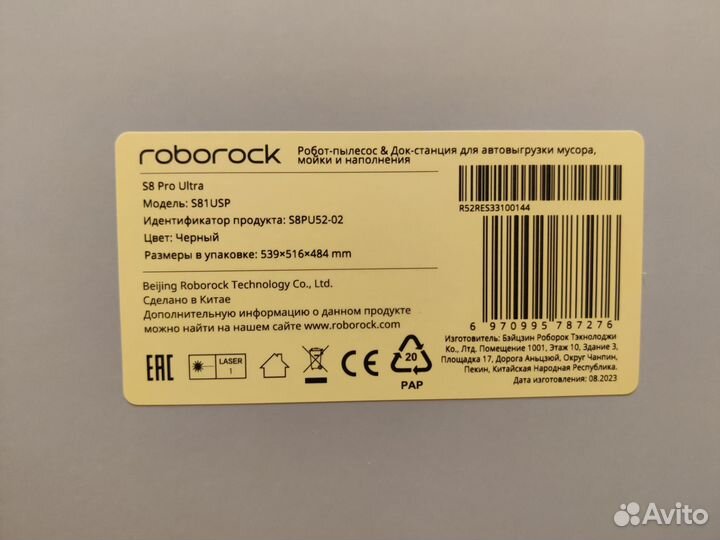 roborock
Робот-пылесос & Док-станция для автовыгрузки мусора,
мойки и наполнения
S8 Pro Ultra
Модель: S81USP
Идентификатор продукта: S8PU52-02
Цвет: Черный
Размеры в упаковке: 539×516×484 mm
R52RES33100144
Beijing Roborock Technology Co., Ltd.
Сделано в Китае
Дополнительную информацию о данном продукте
можно найти на нашем сайте www.roborock.com
6 970995 787276
Изготовитель: Бэйцзин Роборок Тэкнолоджи
Ко., Лтд. Помещение 1001, Этаж 10, Здание 3,
Площадка 17, Дорога Аньцзюй, Округ Чанпин,
Пекин, Китайская Народная Республика.
Дата изготовления: 08.2023
EAC
LASER
1
CE
20
PAP
Avito